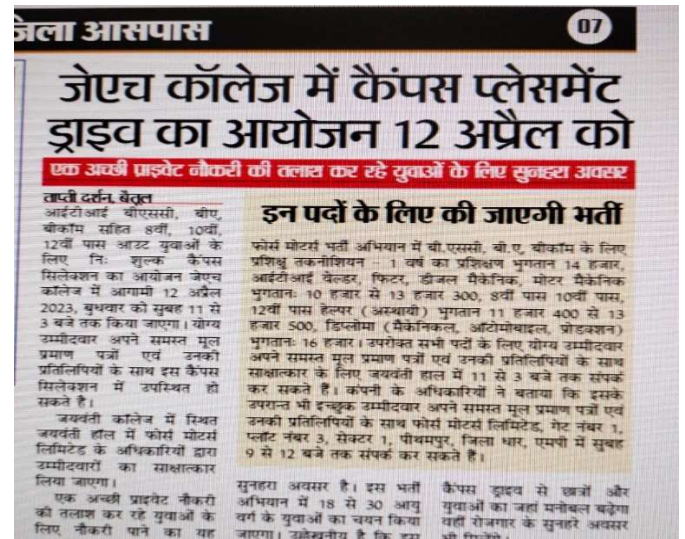 जिला आसपास
07
जेएच कॉलेज में कैंपस प्लेसमेंट
ड्राइव का आयोजन 12 अप्रैल को
एक अच्छी प्राइवेट नौकरी की तलाश कर रहे युवाओं के लिए सुनहरा अवसर
ताप्ती दर्शन, बैतूल
आईटीआई बीएससी, बीए,
बीकॉम सहित 8वीं, 10वीं,
12वीं पास आउट युवाओं के
लिए निः शुल्क कैंपस
सिलेक्शन का आयोजन जेएच
कॉलेज में आगामी 12 अप्रैल
2023, बुधवार को सुबह 11 से
3 बजे तक किया जाएगा। योग्य
उम्मीदवार अपने समस्त मूल
प्रमाण पत्रों एवं उनकी
प्रतिलिपियों के साथ इस कैंपस
सिलेक्शन में उपस्थित हो
सकते है।
जयवंती कॉलेज में स्थित
जयवंती हॉल में फोर्स मोटर्स
लिमिटेड के अधिकारियों द्वारा
उम्मीदवारों का साक्षात्कार
लिया जाएगा।
एक अच्छी प्राइवेट नौकरी
की तलाश कर रहे युवाओं के
लिए नौकरी पाने का यह
इन पदों के लिए की जाएगी भर्ती
फोर्स मोटर्स भर्ती अभियान में बी.एससी, बी.ए, बीकॉम के लिए
प्रशिक्षु तकनीशियन - 1 वर्ष का प्रशिक्षण भुगतान 14 हजार,
आईटीआई वेल्डर, फिटर, डीजल मैकेनिक, मोटर मैकेनिक
भुगतानः 10 हजार से 13 हजार 300, 8वीं पास 10वीं पास,
12वीं पास हेल्पर (अस्थायी) भुगतान 11 हजार 400 से 13
हजार 500, डिप्लोमा (मैकेनिकल, ऑटोमोबाइल, प्रोडक्शन)
भुगतानः 16 हजार। उपरोक्त सभी पदों के लिए योग्य उम्मीदवार
अपने समस्त मूल प्रमाण पत्रों एवं उनकी प्रतिलिपियों के साथ
साक्षात्कार के लिए जयवंती हाल में 11 से 3 बजे तक संपर्क
कर सकते हैं। कंपनी के अधिकारियों ने बताया कि इसके
उपरान्त भी इच्छुक उम्मीदवार अपने समस्त मूल प्रमाण पत्रों एवं
उनकी प्रतिलिपियों के साथ फोर्स मोटर्स लिमिटेड, गेट नंबर 1,
प्लॉट नंबर 3, सेक्टर 1, पीथमपुर, जिला धार, एमपी में सुबह
9 से 12 बजे तक संपर्क कर सकते हैं।
सुनहरा अवसर है। इस भर्ती
अभियान में 18 से 30 आयु
वर्ग के युवाओं का चयन किया
जाएगा। उल्लेखनीय है कि इस
कैंपस ड्राइव से छात्रों और
युवाओं का जहां मनोबल बढ़ेगा
वहीं रोजगार के सुनहरे अवसर
भी मिलेंगे।